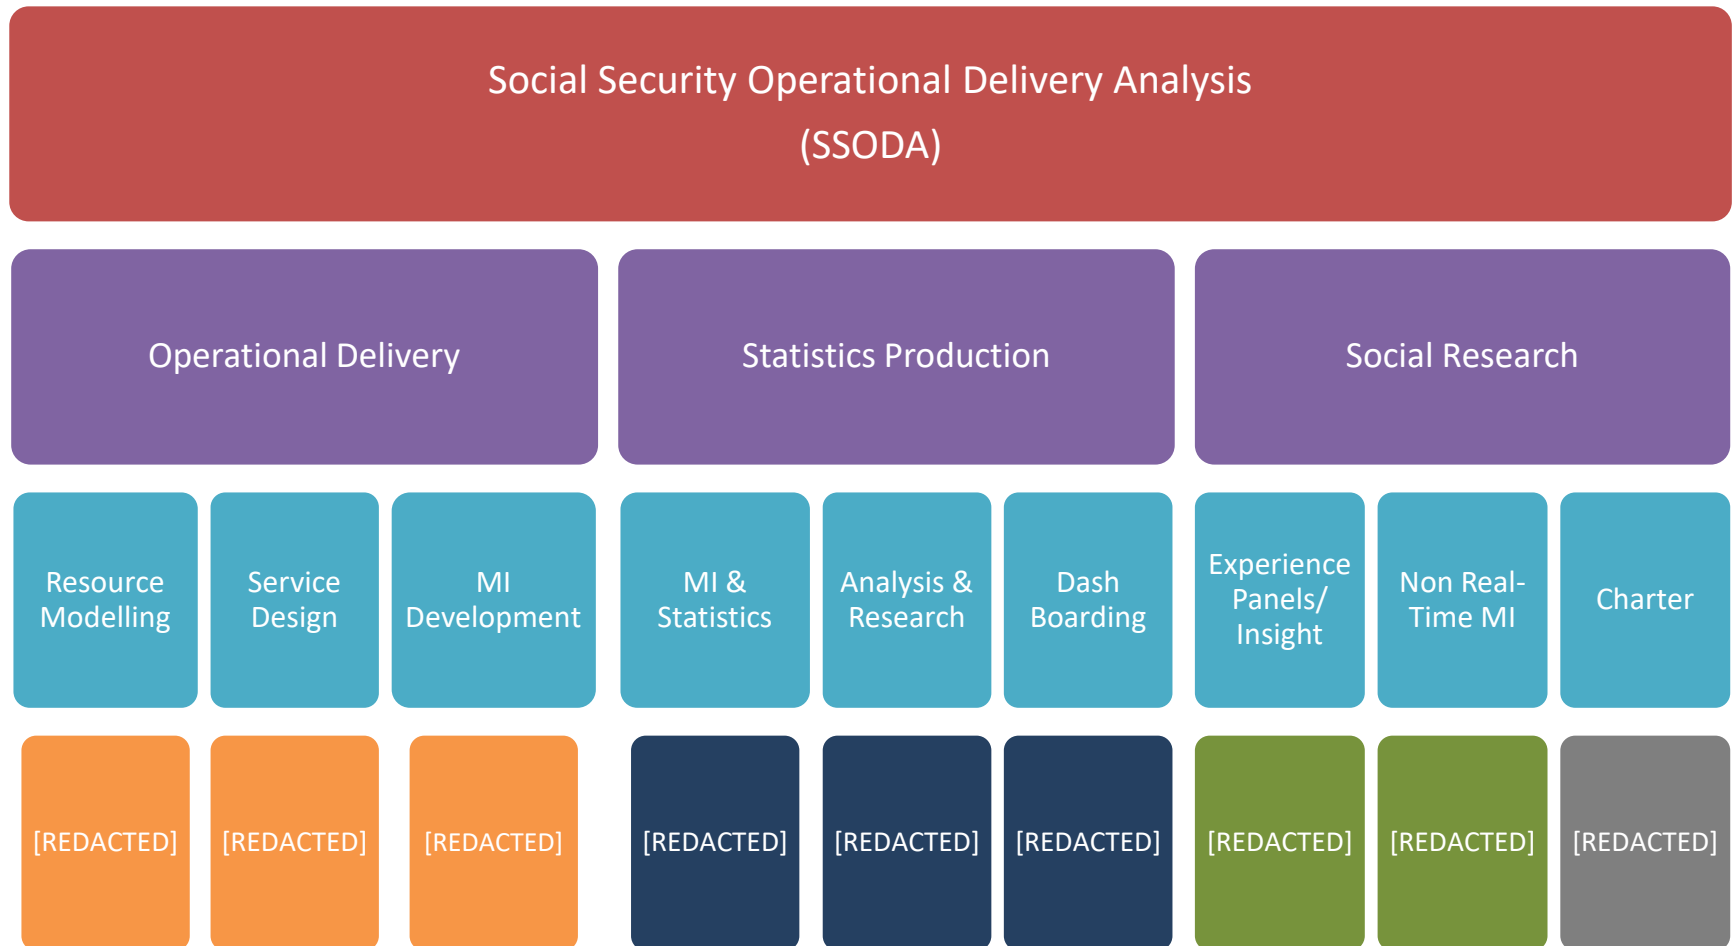 Social Security Operational Delivery Analysis
(SSODA)
Operational Delivery
Statistics Production
Social Research
Resource
Modelling
Service
Design
MI
Development
MI &
Statistics
Analysis &
Research
Dash
Boarding
Experience
Panels/
Insight
Non Real-
Time MI
Charter
[REDACTED]
[REDACTED]
[REDACTED]
[REDACTED]
[REDACTED]
[REDACTED]
[REDACTED]
[REDACTED]
[REDACTED]